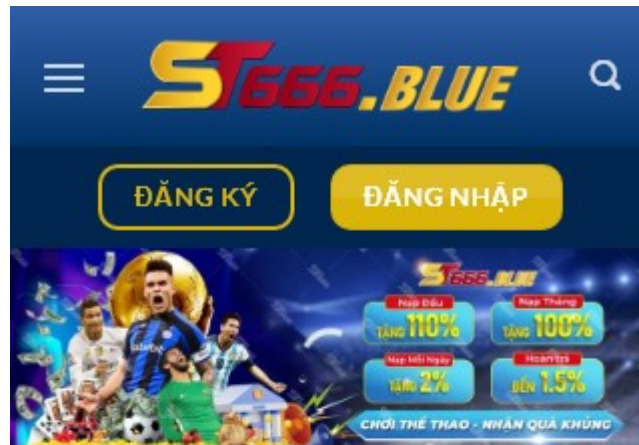 ST666.BLUE
ĐĂNG KÝ
ĐĂNG NHẬP
ST666.BLUE
Nạp Đầu
TẶNG 110%
Nạp Tháng
TẶNG 100%
Nạp Mỗi Ngày
TẶNG 2%
Hoàn trả
ĐẾN 1.5%
CHƠI THỂ THAO - NHẬN QUÀ KHỦNG